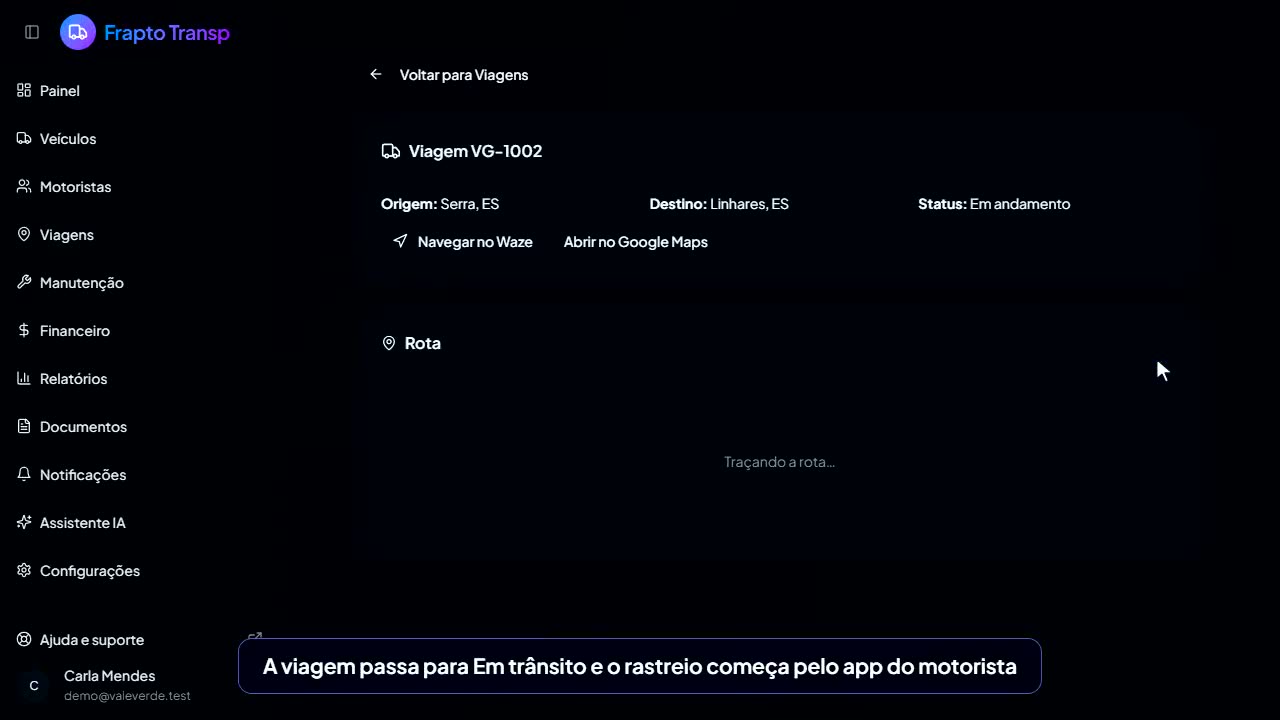 Frapto Transp
Voltar para Viagens
Painel
Veículos
Motoristas
Viagens
Manutenção
Financeiro
Relatórios
Documentos
Notificações
Assistente IA
Configurações
Ajuda e suporte
C
Carla Mendes
demo@valeverde.test
Viagem VG-1002
Origem: Serra, ES
Destino: Linhares, ES
Status: Em andamento
Navegar no Waze
Abrir no Google Maps
Rota
Traçando a rota...
A viagem passa para Em trânsito e o rastreio começa pelo app do motorista